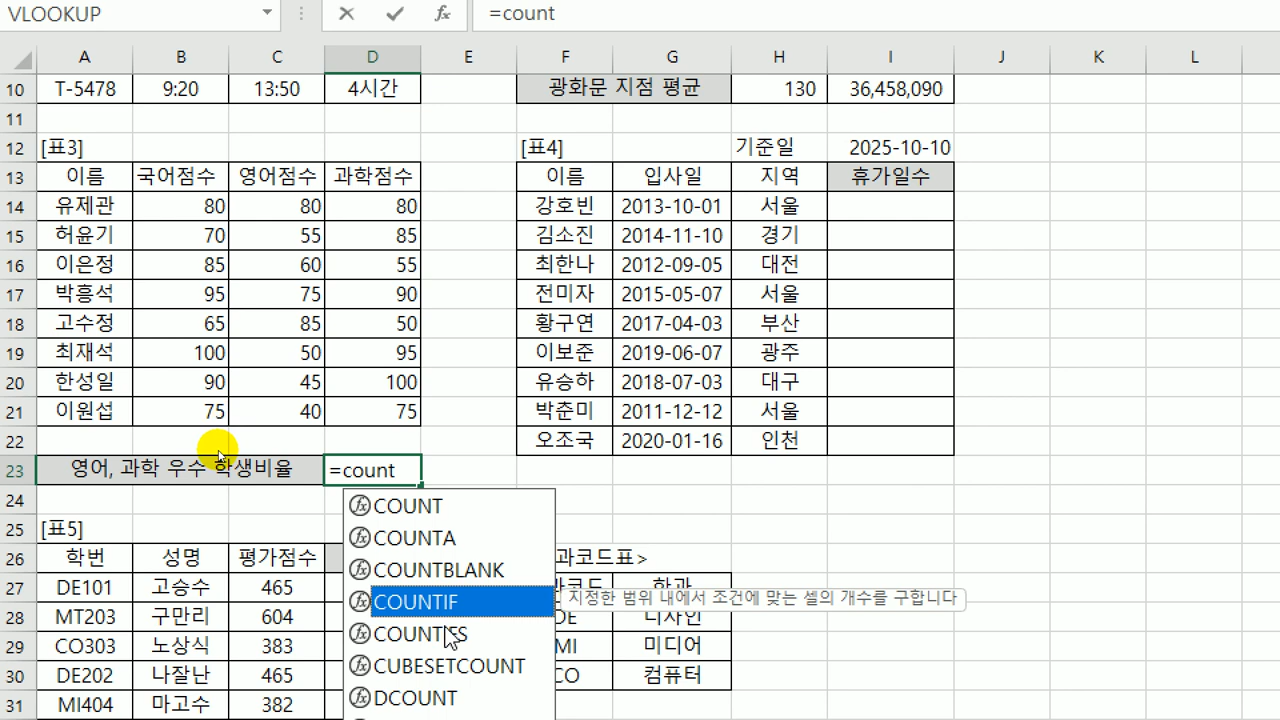 VLOOKUP fx =count
A B C D E F G H I J K L
10 T-5478 9:20 13:50 4시간 광화문 지점 평균 130 36,458,090
11
12 [표3] [표4] 기준일 2025-10-10
13 이름 국어점수 영어점수 과학점수 이름 입사일 지역 휴가일수
14 유제관 80 80 80 강호빈 2013-10-01 서울
15 허윤기 70 55 85 김소진 2014-11-10 경기
16 이은정 85 60 55 최한나 2012-09-05 대전
17 박흥석 95 75 90 전미자 2015-05-07 서울
18 고수정 65 85 50 황구연 2017-04-03 부산
19 최재석 100 50 95 이보준 2019-06-07 광주
20 한성일 90 45 100 유승하 2018-07-03 대구
21 이원섭 75 40 75 박춘미 2011-12-12 서울
22 오조국 2020-01-16 인천
23 영어, 과학 우수 학생비율 =count
24 COUNT
25 [표5] COUNTA
26 학번 성명 평가점수 COUNTBLANK 과코드표>
27 DE101 고승수 465 COUNTIF 지정한 범위 내에서 조건에 맞는 셀의 개수를 구합니다
28 MT203 구만리 604 COUNTIFS DE 디자인
29 CO303 노상식 383 CUBESETCOUNT MI 미디어
30 DE202 나잘난 465 DCOUNT CO 컴퓨터
31 MI404 마고수 382